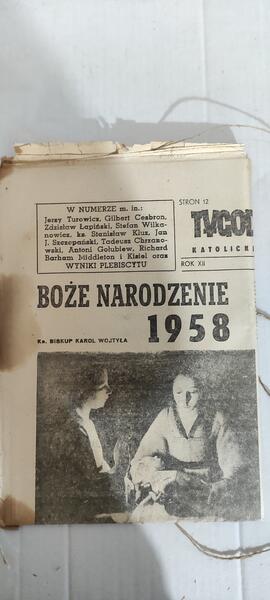 W NUMERZE m. in.:
Jerzy Turowicz, Gilbert Cesbron,
Zdzisław Łapiński, Stefan Wilka-
nowicz, ks. Stanisław Kluz, Jan
J. Szczepański, Tadeusz Chrzano-
wski, Antoni Gołubiew, Richard
Barham Middleton i Kisiel oraz
WYNIKI PLEBISCYTU
STRON 12
TYGOD
KATOLICKI
ROK XII
BOŻE NARODZENIE
1958
Ks. BISKUP KAROL WOJTYŁA